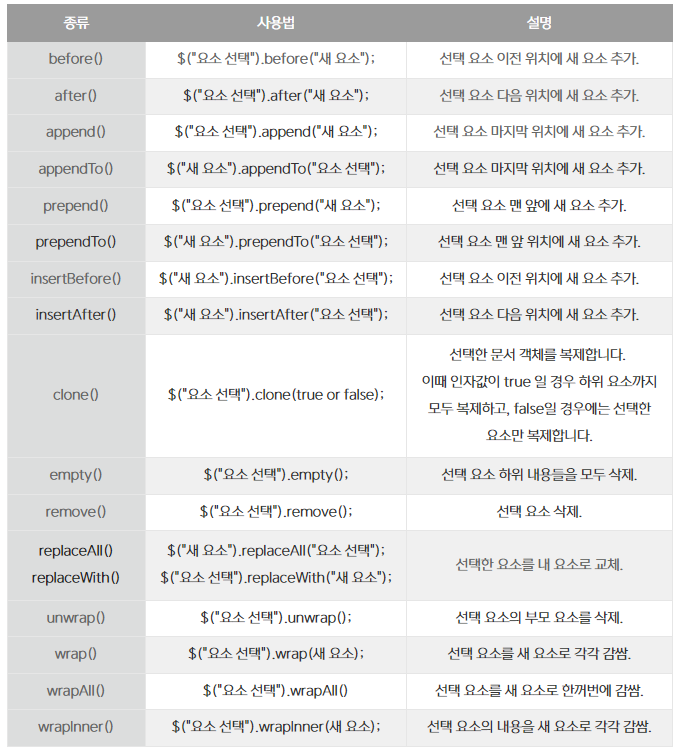 종류 사용법 설명
before() $("요소 선택").before("새 요소"); 선택 요소 이전 위치에 새 요소 추가.
after() $("요소 선택").after("새 요소"); 선택 요소 다음 위치에 새 요소 추가.
append() $("요소 선택").append("새 요소"); 선택 요소 마지막 위치에 새 요소 추가.
appendTo() $("새 요소").appendTo("요소 선택"); 선택 요소 마지막 위치에 새 요소 추가.
prepend() $("요소 선택").prepend("새 요소"); 선택 요소 맨 앞에 새 요소 추가.
prependTo() $("새 요소").prependTo("요소 선택"); 선택 요소 맨 앞 위치에 새 요소 추가.
insertBefore() $("새 요소").insertBefore("요소 선택"); 선택 요소 이전 위치에 새 요소 추가.
insertAfter() $("새 요소").insertAfter("요소 선택"); 선택 요소 다음 위치에 새 요소 추가.
clone() $("요소 선택").clone(true or false); 선택한 문서 객체를 복제합니다.
이때 인자값이 true 일 경우 하위 요소까지
모두 복제하고, false일 경우에는 선택한
요소만 복제합니다.
empty() $("요소 선택").empty(); 선택 요소 하위 내용들을 모두 삭제.
remove() $("요소 선택").remove(); 선택 요소 삭제.
replaceAll() $("새 요소").replaceAll("요소 선택");
replaceWith() $("요소 선택").replaceWith("새 요소"); 선택한 요소를 내 요소로 교체.
unwrap() $("요소 선택").unwrap(); 선택 요소의 부모 요소를 삭제.
wrap() $("요소 선택").wrap(새 요소); 선택 요소를 새 요소로 각각 감쌈.
wrapAll() $("요소 선택").wrapAll() 선택 요소를 새 요소로 한꺼번에 감쌈.
wrapInner() $("요소 선택").wrapInner(새 요소); 선택 요소의 내용을 새 요소로 각각 감쌈.